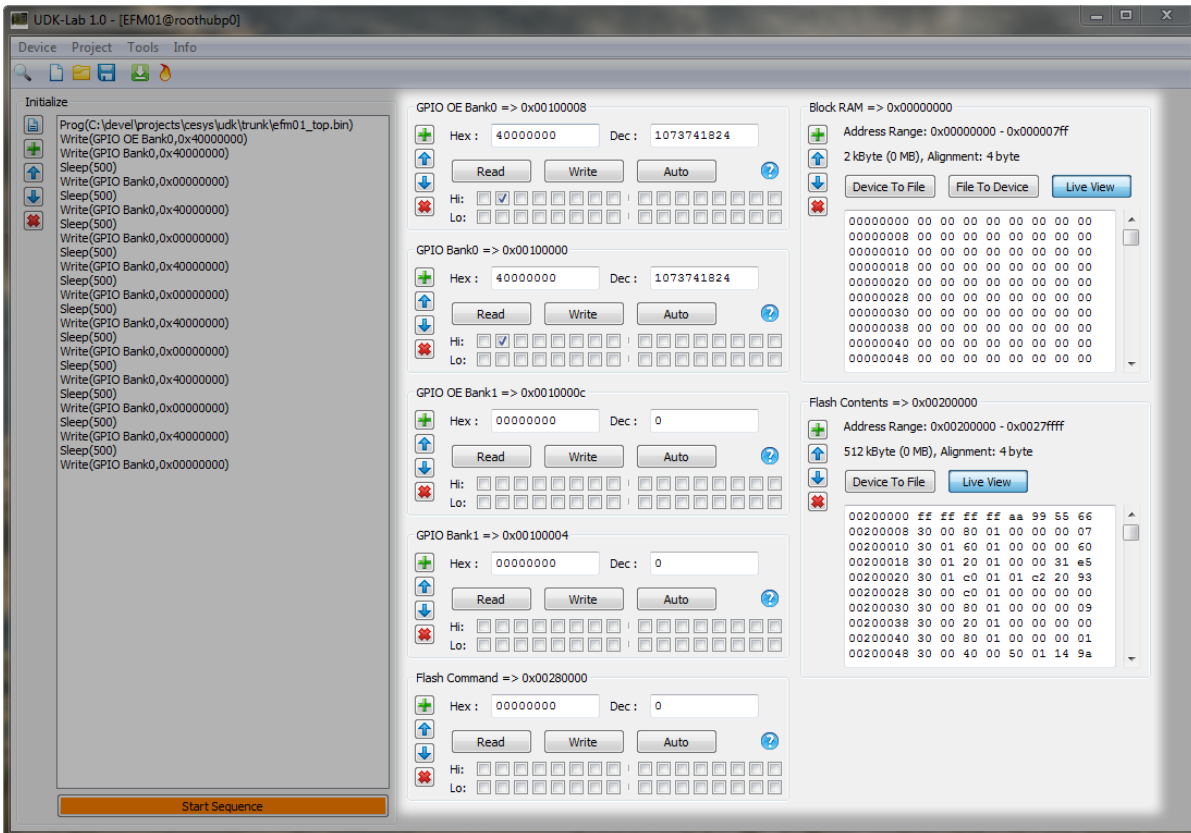 UDK-Lab 1.0 - [EFM01@roothubp0]
Device Project Tools Info
Initialize
Prog(C:\devel\projects\cesys\udk\trunk\efm01_top.bin)
Write(GPIO OE Bank0,0x40000000)
Write(GPIO Bank0,0x40000000)
Sleep(500)
Write(GPIO Bank0,0x00000000)
Sleep(500)
Write(GPIO Bank0,0x40000000)
Sleep(500)
Write(GPIO Bank0,0x00000000)
Sleep(500)
Write(GPIO Bank0,0x40000000)
Sleep(500)
Write(GPIO Bank0,0x00000000)
Sleep(500)
Write(GPIO Bank0,0x40000000)
Sleep(500)
Write(GPIO Bank0,0x00000000)
Sleep(500)
Write(GPIO Bank0,0x40000000)
Sleep(500)
Write(GPIO Bank0,0x00000000)
Sleep(500)
Write(GPIO Bank0,0x40000000)
Sleep(500)
Write(GPIO Bank0,0x00000000)
Start Sequence
GPIO OE Bank0 => 0x00100008
Hex : 40000000 Dec : 1073741824
Read Write Auto
Hi:
Lo:
GPIO Bank0 => 0x00100000
Hex : 40000000 Dec : 1073741824
Read Write Auto
Hi:
Lo:
GPIO OE Bank1 => 0x0010000c
Hex : 00000000 Dec : 0
Read Write Auto
Hi:
Lo:
GPIO Bank1 => 0x00100004
Hex : 00000000 Dec : 0
Read Write Auto
Hi:
Lo:
Flash Command => 0x00280000
Hex : 00000000 Dec : 0
Read Write Auto
Hi:
Lo:
Block RAM => 0x00000000
Address Range: 0x00000000 - 0x000007ff
2 kByte (0 MB), Alignment: 4 byte
Device To File File To Device Live View
00000000 00 00 00 00 00 00 00 00
00000008 00 00 00 00 00 00 00 00
00000010 00 00 00 00 00 00 00 00
00000018 00 00 00 00 00 00 00 00
00000020 00 00 00 00 00 00 00 00
00000028 00 00 00 00 00 00 00 00
00000030 00 00 00 00 00 00 00 00
00000038 00 00 00 00 00 00 00 00
00000040 00 00 00 00 00 00 00 00
00000048 00 00 00 00 00 00 00 00
Flash Contents => 0x00200000
Address Range: 0x00200000 - 0x0027ffff
512 kByte (0 MB), Alignment: 4 byte
Device To File Live View
00200000 ff ff ff ff aa 99 55 66
00200008 30 00 80 01 00 00 00 07
00200010 30 01 60 01 00 00 00 60
00200018 30 01 20 01 00 00 31 e5
00200020 30 01 c0 01 01 c2 20 93
00200028 30 00 c0 01 00 00 00 00
00200030 30 00 80 01 00 00 00 09
00200038 30 00 20 01 00 00 00 00
00200040 30 00 80 01 00 00 00 01
00200048 30 00 40 00 50 01 14 9a